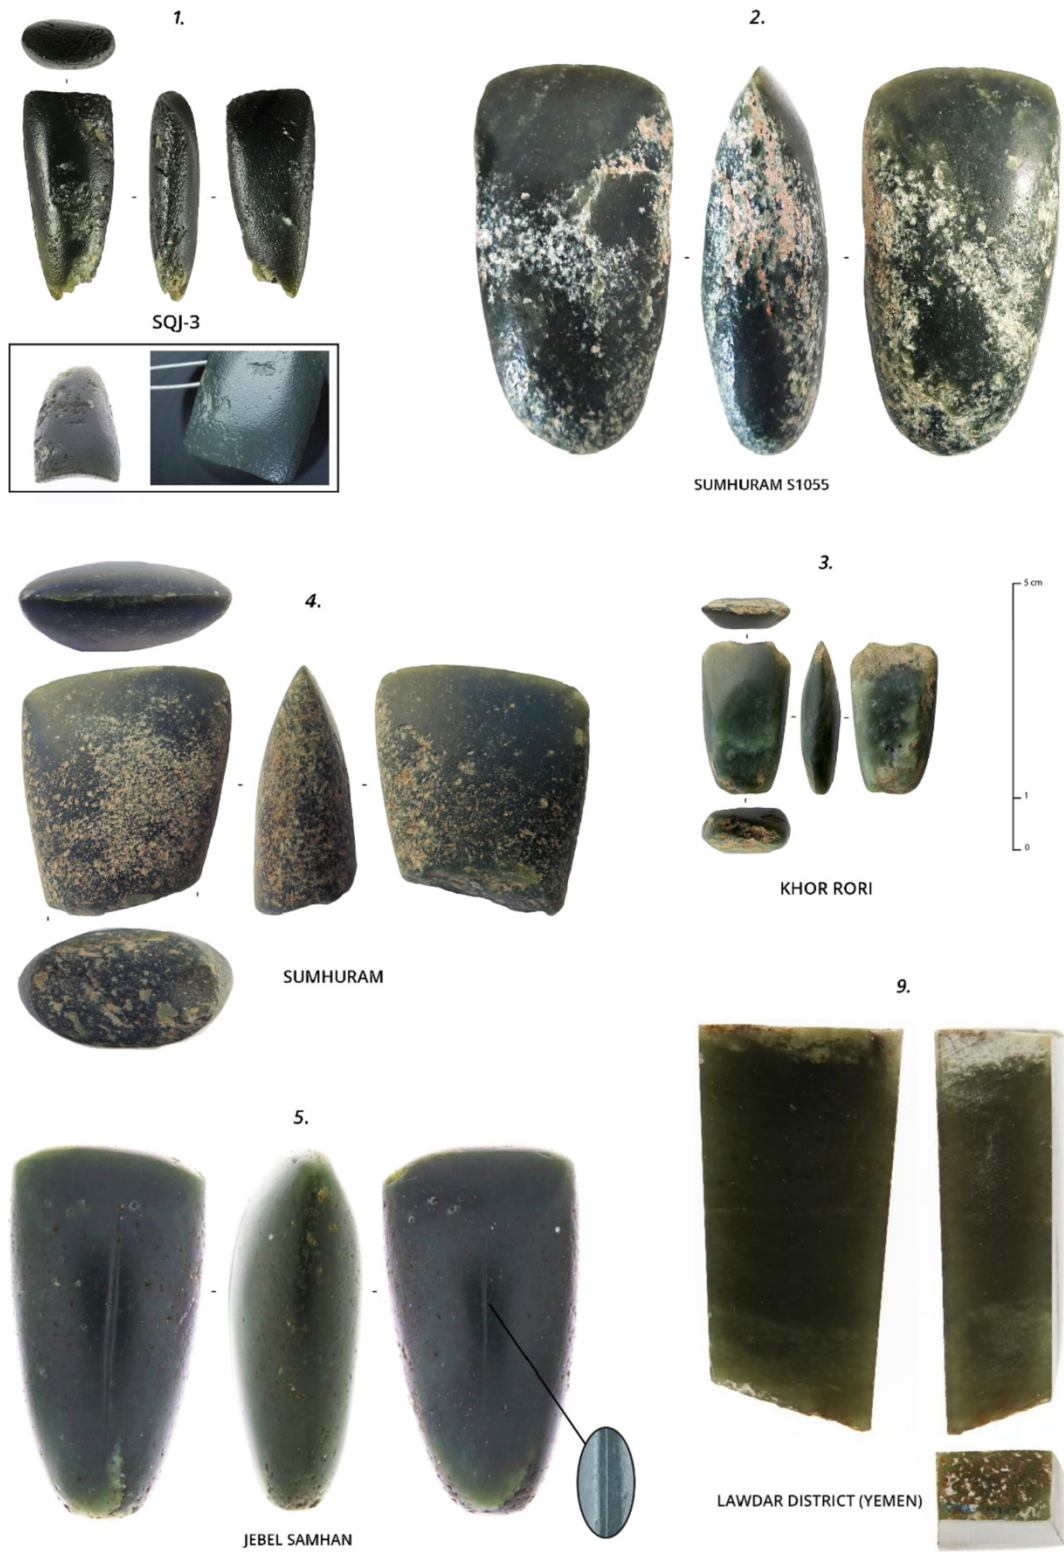 1.
2.
SQJ-3
SUMHURAM S1055
3.
4.
5 cm
1
0
KHOR RORI
SUMHURAM
9.
5.
LAWDAR DISTRICT (YEMEN)
JEBEL SAMHAN